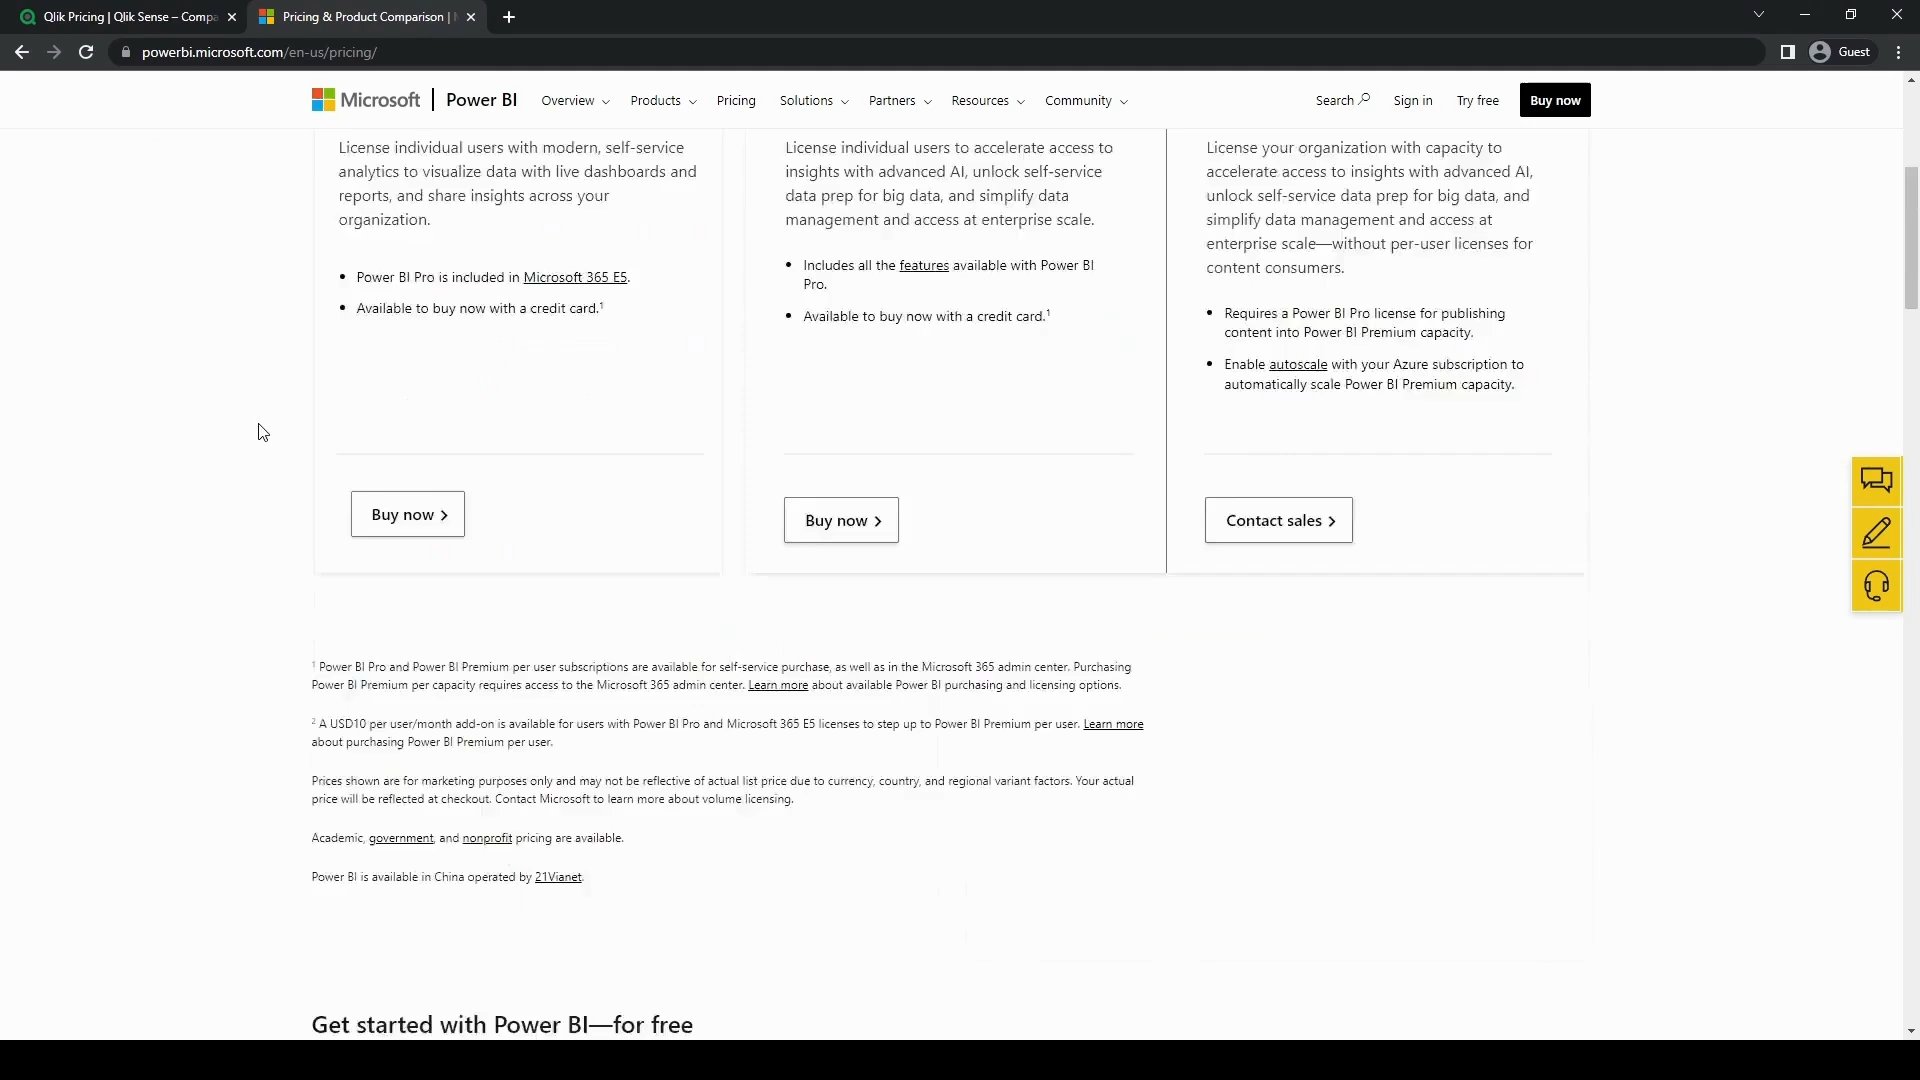 Qlik Pricing | Qlik Sense – Compa
Pricing & Product Comparison |
powerbi.microsoft.com/en-us/pricing/
Guest
Microsoft
Power BI
Overview
Products
Pricing
Solutions
Partners
Resources
Community
Search
Sign in
Try free
Buy now
License individual users with modern, self-service
analytics to visualize data with live dashboards and
reports, and share insights across your
organization.
• Power BI Pro is included in Microsoft 365 E5.
• Available to buy now with a credit card.1
Buy now
License individual users to accelerate access to
insights with advanced AI, unlock self-service
data prep for big data, and simplify data
management and access at enterprise scale.
• Includes all the features available with Power BI
Pro.
• Available to buy now with a credit card.1
Buy now
License your organization with capacity to
accelerate access to insights with advanced AI,
unlock self-service data prep for big data, and
simplify data management and access at
enterprise scale—without per-user licenses for
content consumers.
• Requires a Power BI Pro license for publishing
content into Power BI Premium capacity.
• Enable autoscale with your Azure subscription to
automatically scale Power BI Premium capacity.
Contact sales
1 Power BI Pro and Power BI Premium per user subscriptions are available for self-service purchase, as well as in the Microsoft 365 admin center. Purchasing
Power BI Premium per capacity requires access to the Microsoft 365 admin center. Learn more about available Power BI purchasing and licensing options.
2 A USD10 per user/month add-on is available for users with Power BI Pro and Microsoft 365 E5 licenses to step up to Power BI Premium per user. Learn more
about purchasing Power BI Premium per user.
Prices shown are for marketing purposes only and may not be reflective of actual list price due to currency, country, and regional variant factors. Your actual
price will be reflected at checkout. Contact Microsoft to learn more about volume licensing.
Academic, government, and nonprofit pricing are available.
Power BI is available in China operated by 21Vianet.
Get started with Power BI—for free